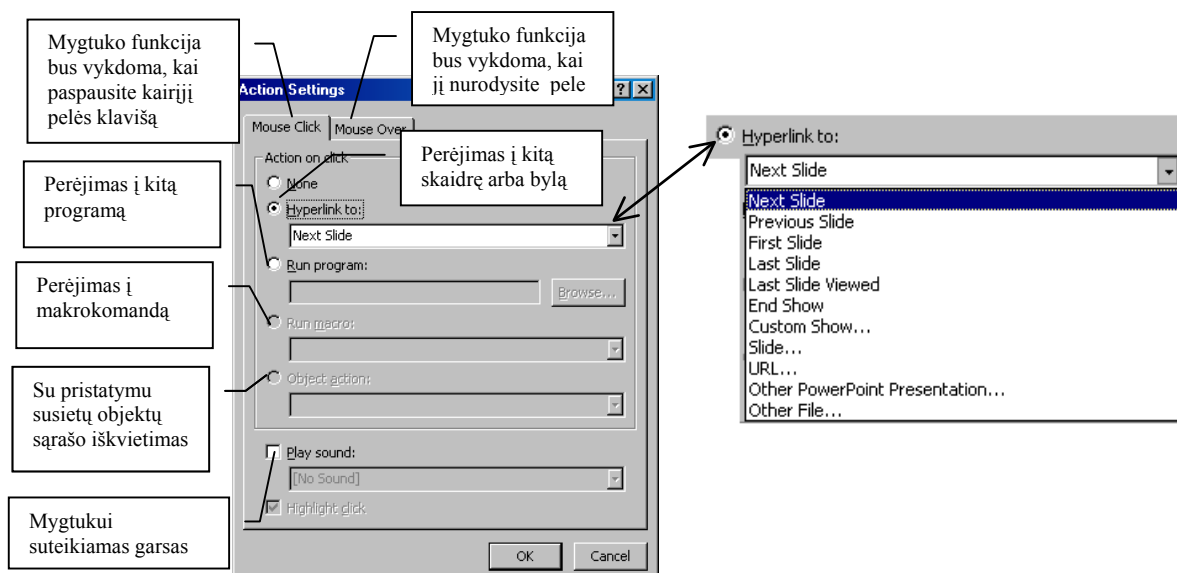 Mygtuko funkcija
bus vykdoma, kai
paspausite kairįjį
pelės klavišą
Mygtuko funkcija
bus vykdoma, kai
jį nurodysite pele
Action Settings
Mouse Click
Mouse Over
Action on click
None
Hyperlink to:
Next Slide
Run program:
Browse...
Run macro:
Object action:
Play sound:
[No Sound]
Highlight click
OK
Cancel
Perėjimas į kitą
skaidrę arba bylą
Perėjimas į kitą
programą
Perėjimas į
makrokomandą
Su pristatymu
susietų objektų
sąrašo iškvietimas
Mygtukui
suteikiamas garsas
Hyperlink to:
Next Slide
Next Slide
Previous Slide
First Slide
Last Slide
Last Slide Viewed
End Show
Custom Show...
Slide...
URL...
Other PowerPoint Presentation...
Other File...